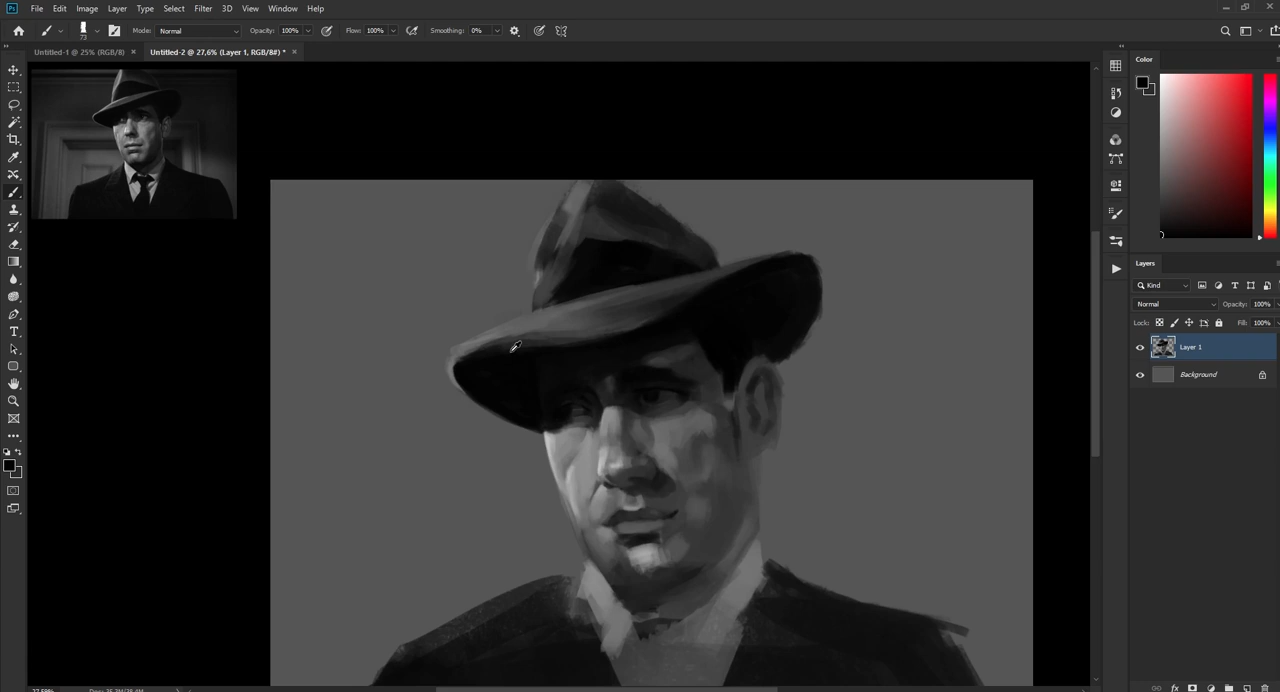 Ps File Edit Image Layer Type Select Filter 3D View Window Help
73 Mode: Normal Opacity: 100% Flow: 100% Smoothing: 0%
Untitled-1 @ 25% (RGB/8) × Untitled-2 @ 27,6% (Layer 1, RGB/8#) * ×
Color
Layers
Kind
Normal Opacity: 100%
Lock: Fill: 100%
Layer 1
Background